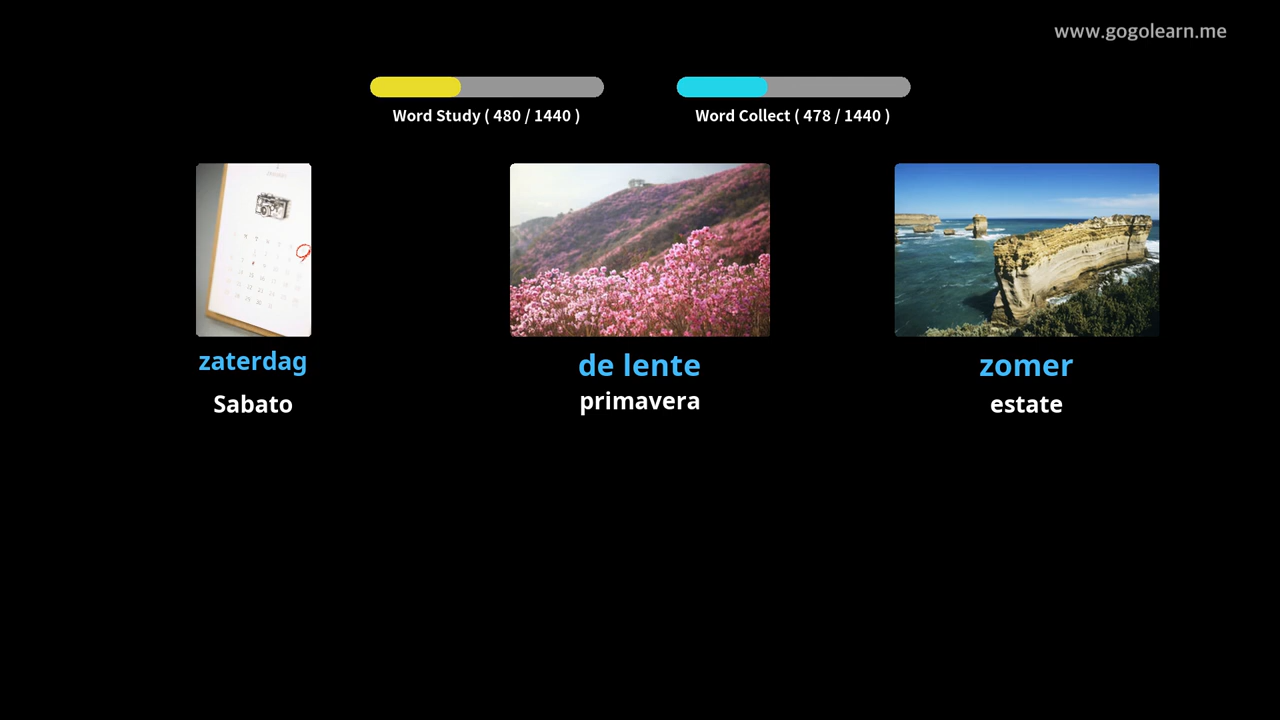 www.gogolearn.me
Word Study ( 480 / 1440 )
Word Collect ( 478 / 1440 )
zaterdag
Sabato
de lente
primavera
zomer
estate